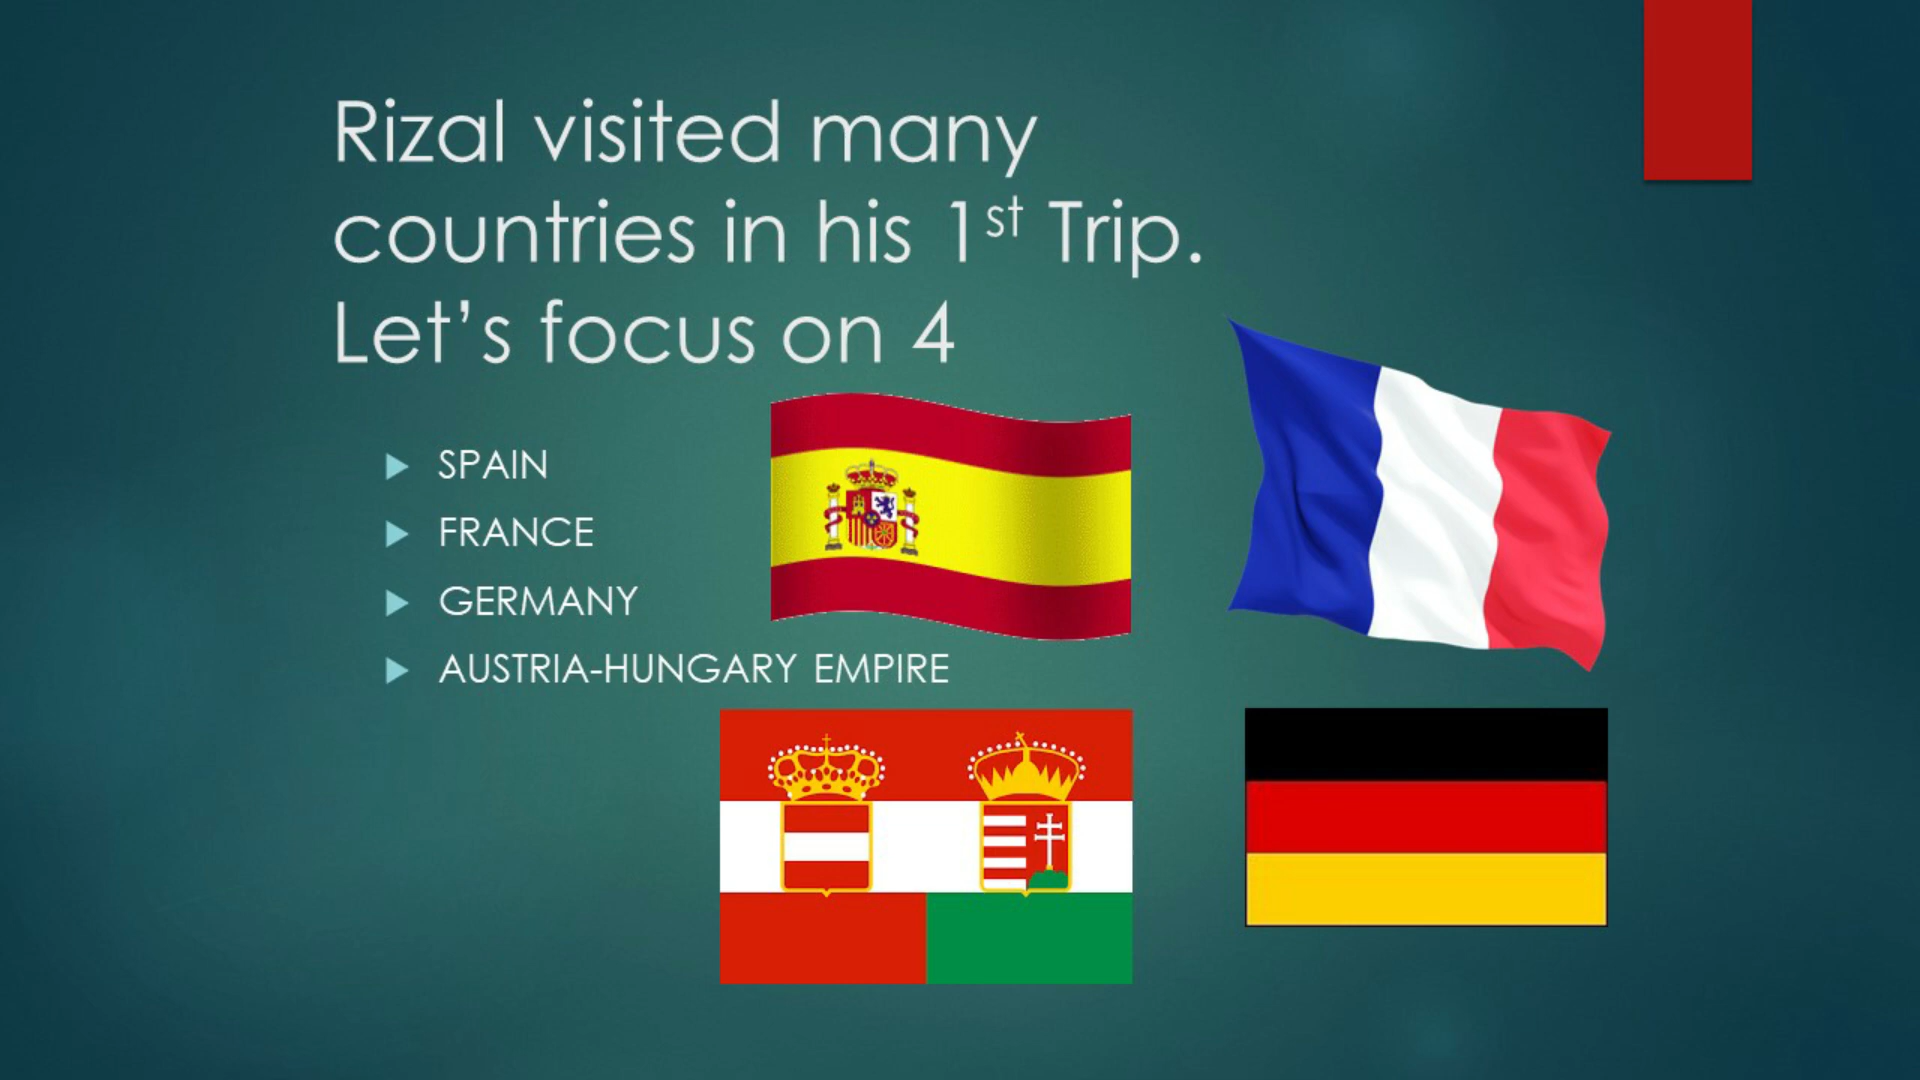 Rizal visited many
countries in his 1st Trip.
Let’s focus on 4
SPAIN
FRANCE
GERMANY
AUSTRIA-HUNGARY EMPIRE